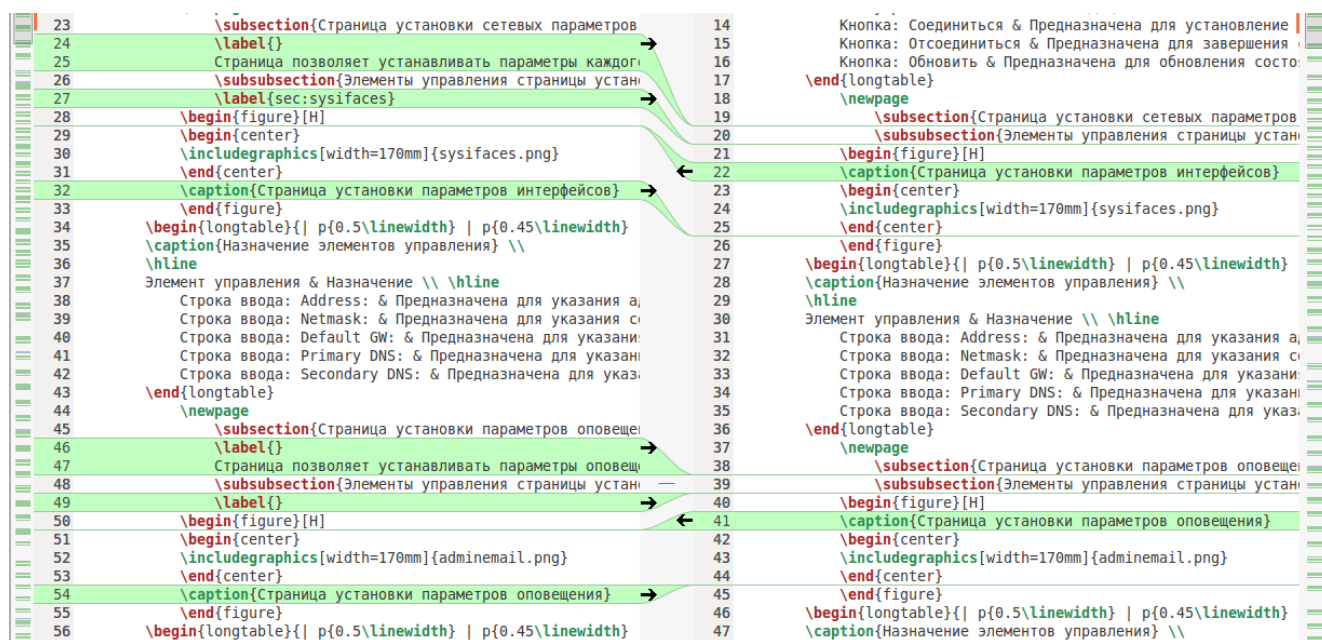 23 \subsection{Страница установки сетевых параметров
24 \label{}
25 Страница позволяет устанавливать параметры
26 \subsubsection{Элементы управления страницы
27 \label{sec:sysifaces}
28 \begin{figure}[H]
29 \begin{center}
30 \includegraphics[width=170mm]{sysifaces.png}
31 \end{center}
32 \caption{Страница установки параметров интерфейсов}
33 \end{figure}
34 \begin{longtable}{| p{0.5\linewidth} | p{0.45\linewidth}
35 \caption{Назначение элементов управления} \\
36 \hline
37 Элемент управления & Назначение \\ \hline
38 Строка ввода: Address: & Предназначена для указания
39 Строка ввода: Netmask: & Предназначена для указания
40 Строка ввода: Default GW: & Предназначена для
41 Строка ввода: Primary DNS: & Предназначена для
42 Строка ввода: Secondary DNS: & Предназначена для
43 \end{longtable}
44 \newpage
45 \subsection{Страница установки параметров
46 \label{}
47 Страница позволяет устанавливать параметры
48 \subsubsection{Элементы управления страницы
49 \label{}
50 \begin{figure}[H]
51 \begin{center}
52 \includegraphics[width=170mm]{adminemail.png}
53 \end{center}
54 \caption{Страница установки параметров оповещения}
55 \end{figure}
56 \begin{longtable}{| p{0.5\linewidth} | p{0.45\linewidth}
14 Кнопка: Соединиться & Предназначена для установление
15 Кнопка: Отсоединиться & Предназначена для завершения
16 Кнопка: Обновить & Предназначена для обновления
17 \end{longtable}
18 \newpage
19 \subsection{Страница установки сетевых параметров
20 \subsubsection{Элементы управления страницы
21 \begin{figure}[H]
22 \caption{Страница установки параметров интерфейсов}
23 \begin{center}
24 \includegraphics[width=170mm]{sysifaces.png}
25 \end{center}
26 \end{figure}
27 \begin{longtable}{| p{0.5\linewidth} | p{0.45\linewidth}
28 \caption{Назначение элементов управления} \\
29 \hline
30 Элемент управления & Назначение \\ \hline
31 Строка ввода: Address: & Предназначена для указания
32 Строка ввода: Netmask: & Предназначена для указания
33 Строка ввода: Default GW: & Предназначена для
34 Строка ввода: Primary DNS: & Предназначена для
35 Строка ввода: Secondary DNS: & Предназначена для
36 \end{longtable}
37 \newpage
38 \subsection{Страница установки параметров
39 \subsubsection{Элементы управления страницы
40 \begin{figure}[H]
41 \caption{Страница установки параметров оповещения}
42 \begin{center}
43 \includegraphics[width=170mm]{adminemail.png}
44 \end{center}
45 \end{figure}
46 \begin{longtable}{| p{0.5\linewidth} | p{0.45\linewidth}
47 \caption{Назначение элементов управления} \\